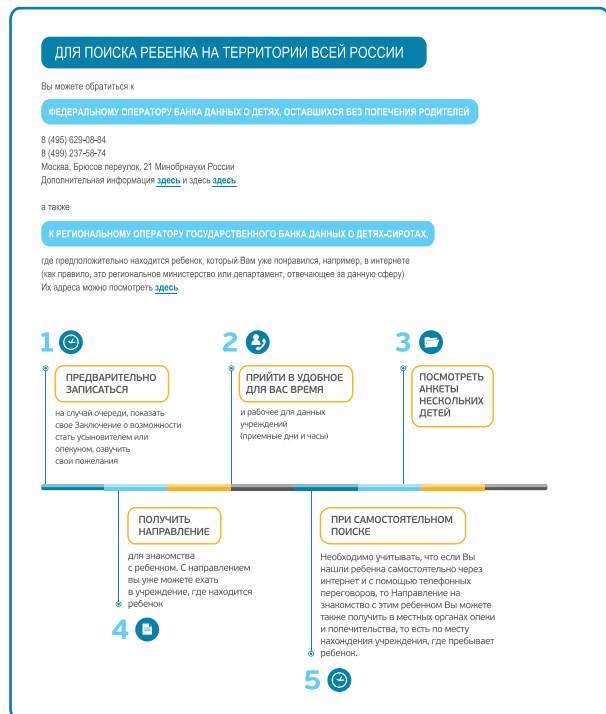 ДЛЯ ПОИСКА РЕБЕНКА НА ТЕРРИТОРИИ ВСЕЙ РОССИИ
Вы можете обратиться к
ФЕДЕРАЛЬНОМУ ОПЕРАТОРУ БАНКА ДАННЫХ О ДЕТЯХ, ОСТАВШИХСЯ БЕЗ ПОПЕЧЕНИЯ РОДИТЕЛЕЙ
8 (495) 629-08-84
8 (499) 237-58-74
Москва, Брюсов переулок, 21 Минобрнауки России
Дополнительная информация здесь и здесь здесь
а также
К РЕГИОНАЛЬНОМУ ОПЕРАТОРУ ГОСУДАРСТВЕННОГО БАНКА ДАННЫХ О ДЕТЯХ-СИРОТАХ,
где предположительно находится ребенок, который Вам уже понравился, например, в интернете
(как правило, это региональное министерство или департамент, отвечающее за данную сферу)
Их адреса можно посмотреть здесь
1
ПРЕДВАРИТЕЛЬНО
ЗАПИСАТЬСЯ
на случай очереди, показать
свое Заключение о возможности
стать усыновителем или
опекуном, озвучить
свои пожелания
2
ПРИЙТИ В УДОБНОЕ
ДЛЯ ВАС ВРЕМЯ
и рабочее для данных
учреждений
(приемные дни и часы)
3
ПОСМОТРЕТЬ
АНКЕТЫ
НЕСКОЛЬКИХ
ДЕТЕЙ
ПОЛУЧИТЬ
НАПРАВЛЕНИЕ
для знакомства
с ребенком. С направлением
вы уже можете ехать
в учреждение, где находится
ребенок
4
ПРИ САМОСТОЯТЕЛЬНОМ
ПОИСКЕ
Необходимо учитывать, что если Вы
нашли ребенка самостоятельно через
интернет и с помощью телефонных
переговоров, то Направление на
знакомство с этим ребенком Вы можете
также получить в местных органах опеки
и попечительства, то есть по месту
нахождения учреждения, где пребывает
ребенок.
5